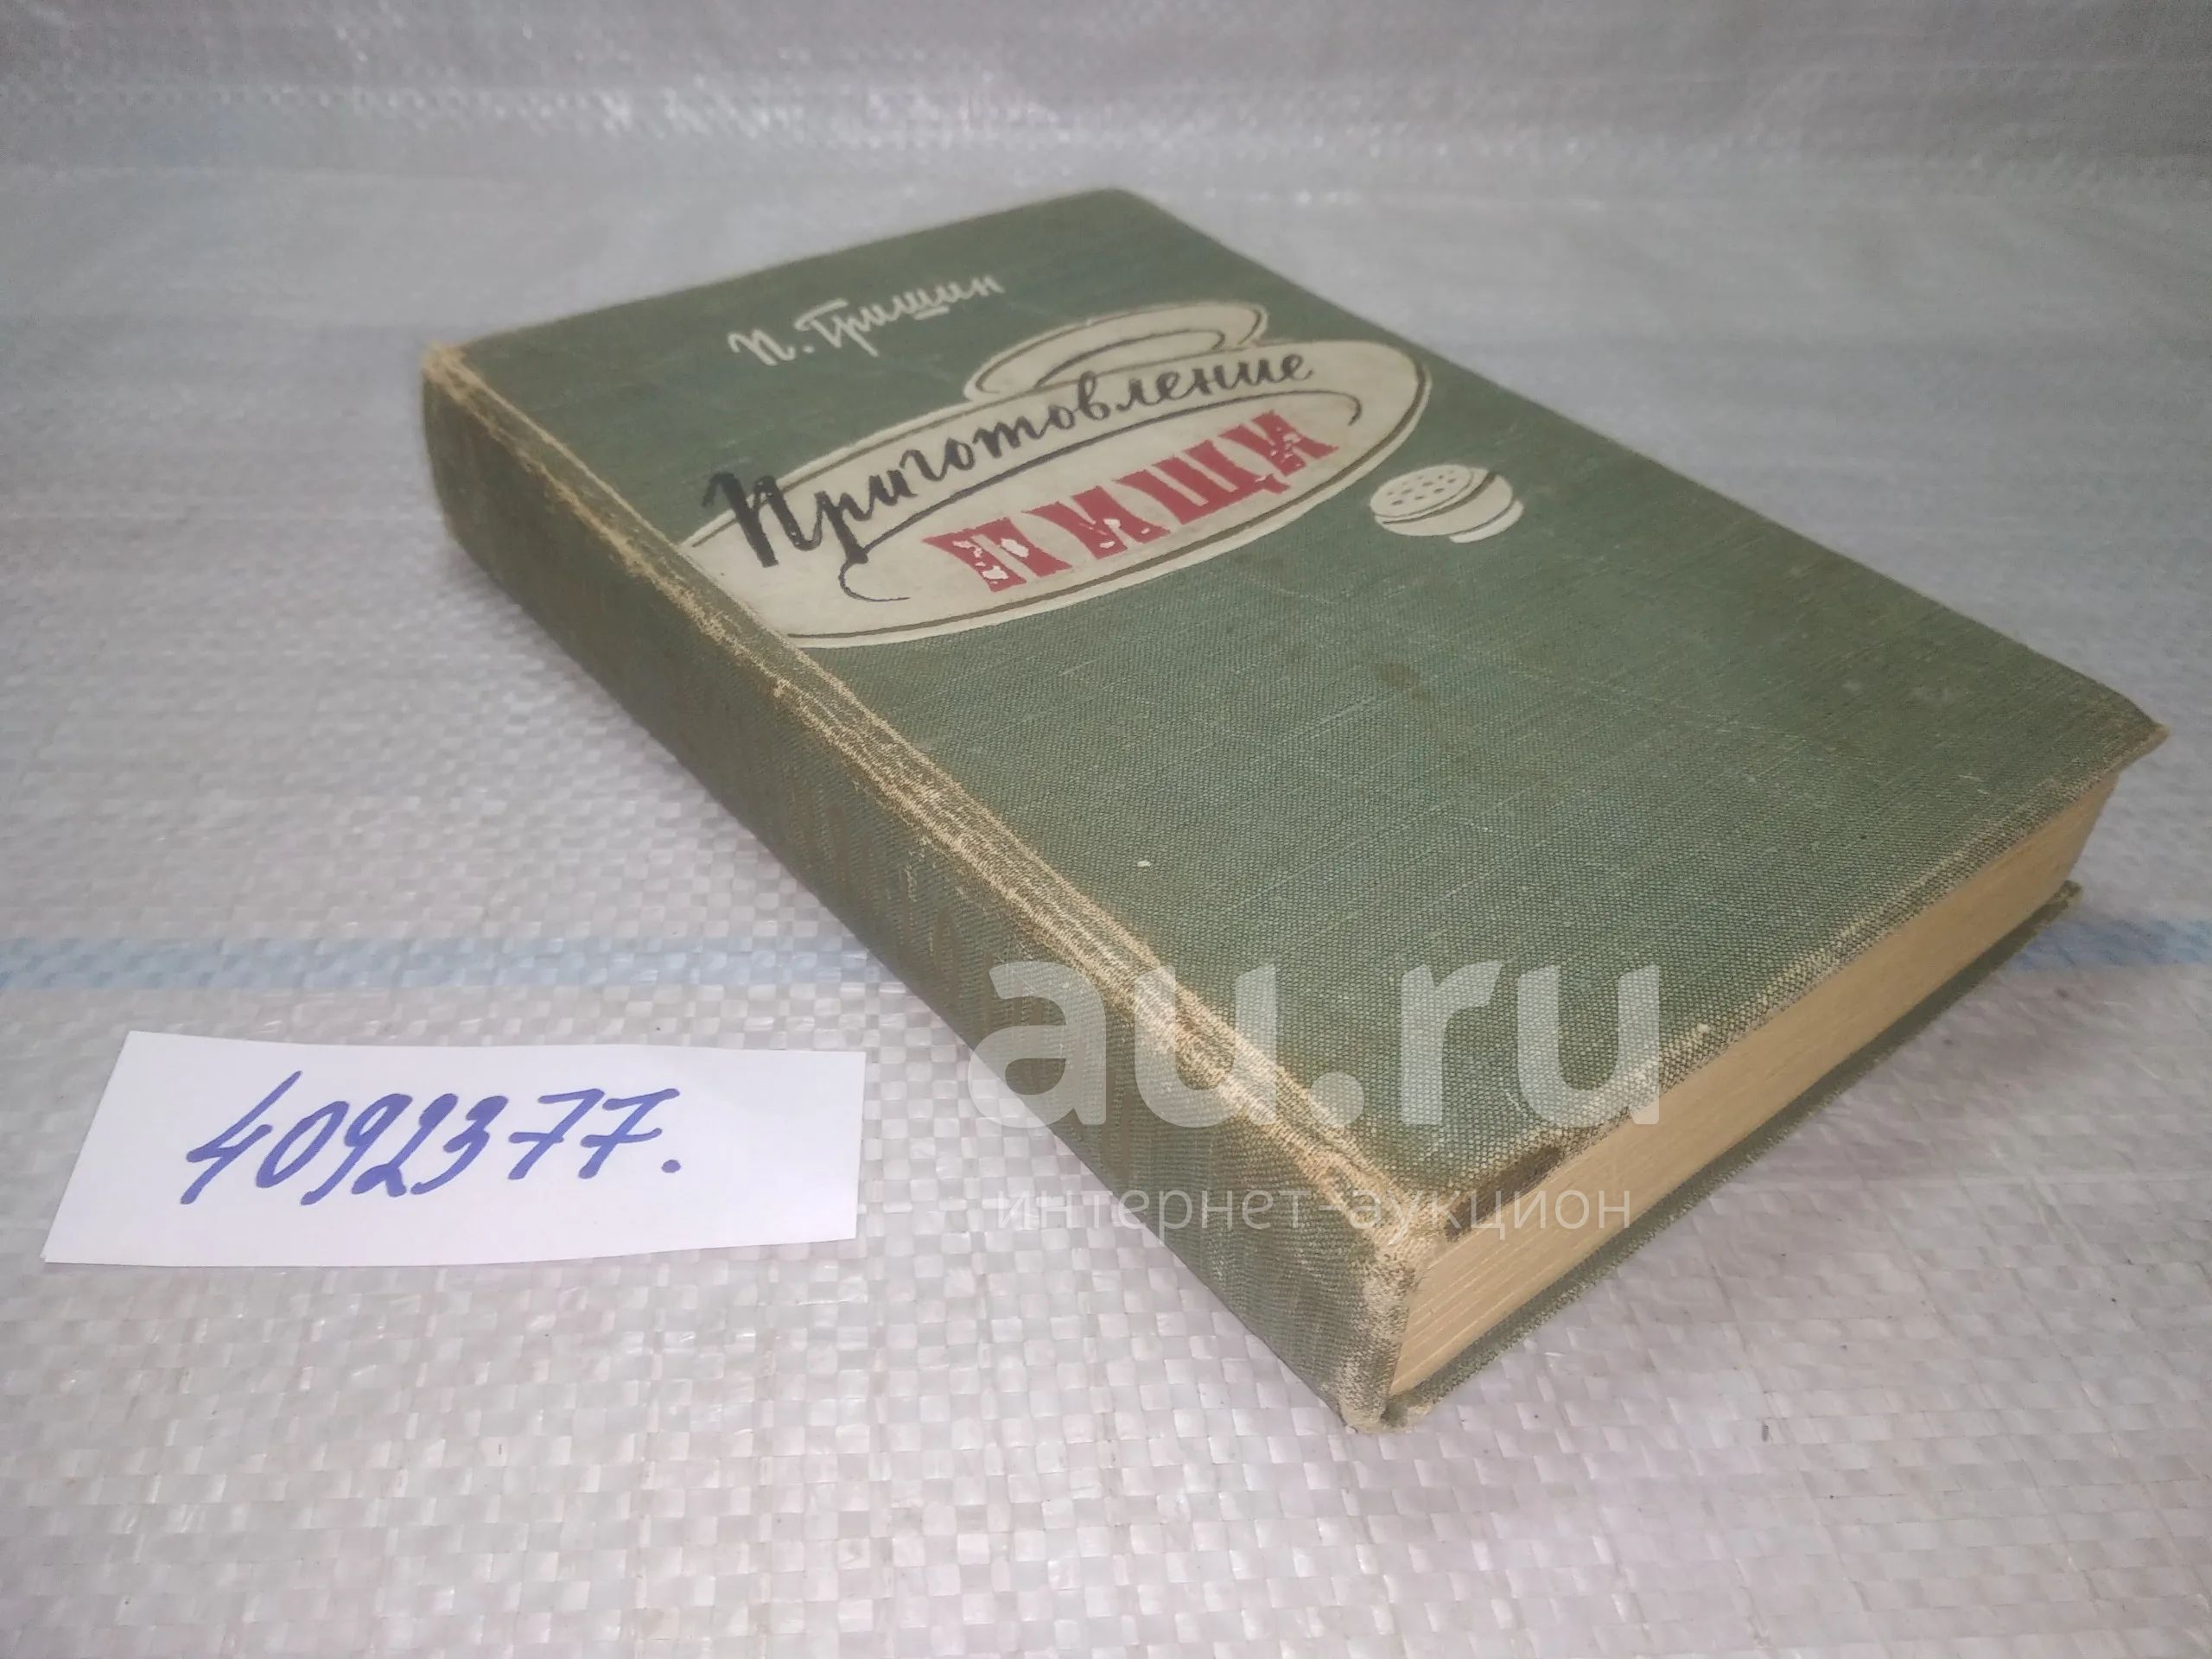 П. Гришин
Приготовление
ПИЩИ
4092377.
au.ru
интернет-аукцион